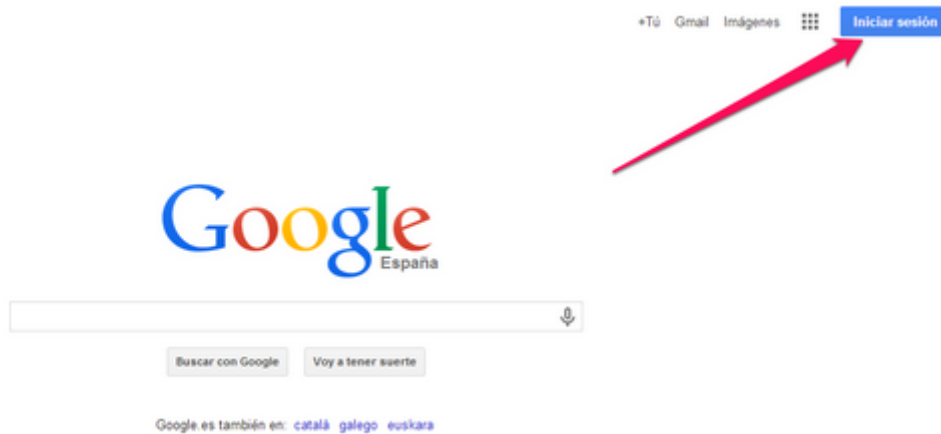 +Tú Gmail Imágenes Iniciar sesión
Google
España
Buscar con Google Voy a tener suerte
Google.es también en: català galego euskara